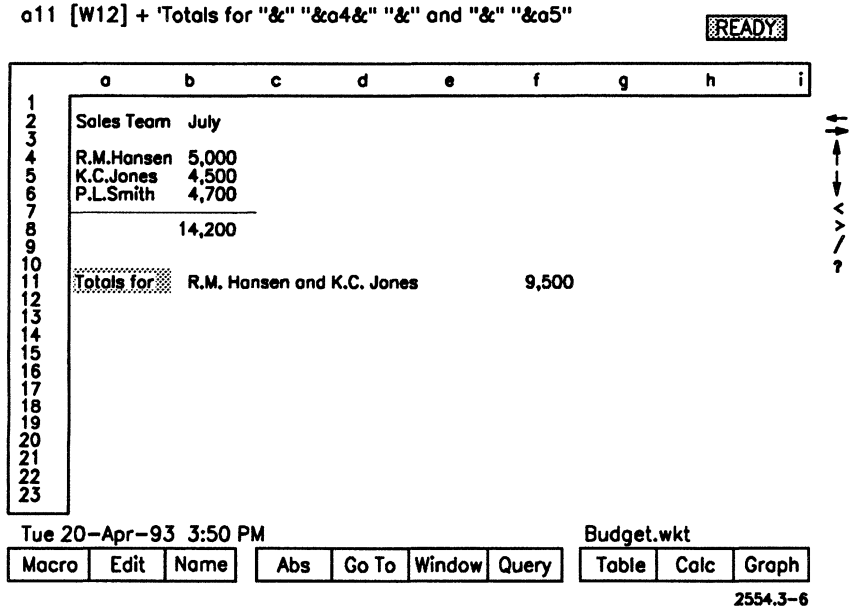 a11 [W12] + 'Totals for "&" "&a4&" "&" and "&" "&a5"
READY
a b c d e f g h i
1
2 Sales Team July
3
4 R.M.Hansen 5,000
5 K.C.Jones 4,500
6 P.L.Smith 4,700
7
8 14,200
9
10
11 Totals for R.M. Hansen and K.C. Jones 9,500
12
13
14
15
16
17
18
19
20
21
22
23
<
>
/
?
Tue 20-Apr-93 3:50 PM Budget.wkt
Macro Edit Name Abs Go To Window Query Table Calc Graph
2554.3-6